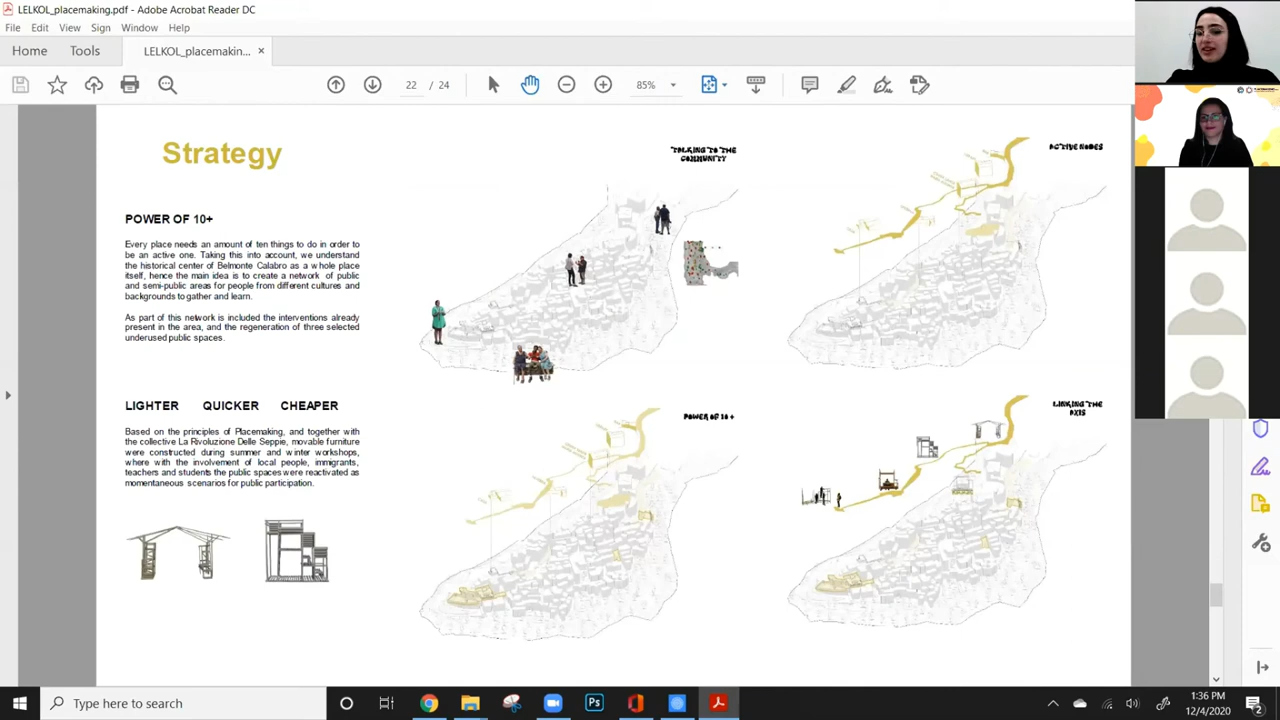 LELKOL_placemaking.pdf - Adobe Acrobat Reader DC
File Edit View Sign Window Help
Home Tools LELKOL_placemakin... ×
22 / 24 85%
Strategy
POWER OF 10+
Every place needs an amount of ten things to do in order to
be an active one. Taking this into account, we understand
the historical center of Belmonte Calabro as a whole place
itself, hence the main idea is to create a network of public
and semi-public areas for people from different cultures and
backgrounds to gather and learn.
As part of this network is included the interventions already
present in the area, and the regeneration of three selected
underused public spaces.
LIGHTER QUICKER CHEAPER
Based on the principles of Placemaking, and together with
the collective La Rivoluzione Delle Seppie, movable furniture
were constructed during summer and winter workshops,
where with the involvement of local people, immigrants,
teachers and students the public spaces were reactivated as
momentaneous scenarios for public participation.
TALKING TO THE
COMMUNITY
ACTIVE NODES
POWER OF 10 +
LINKING THE
AXIS
Type here to search
Ps
1:36 PM
12/4/2020
2